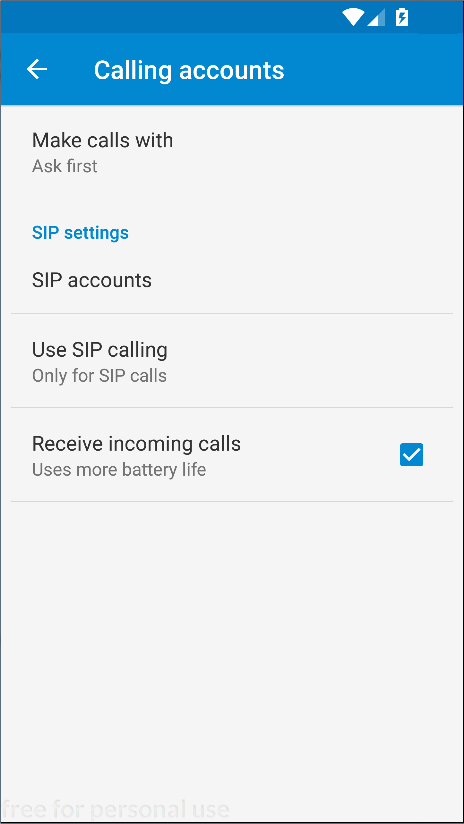 Calling accounts
Make calls with
Ask first
SIP settings
SIP accounts
Use SIP calling
Only for SIP calls
Receive incoming calls
Uses more battery life
free for personal use